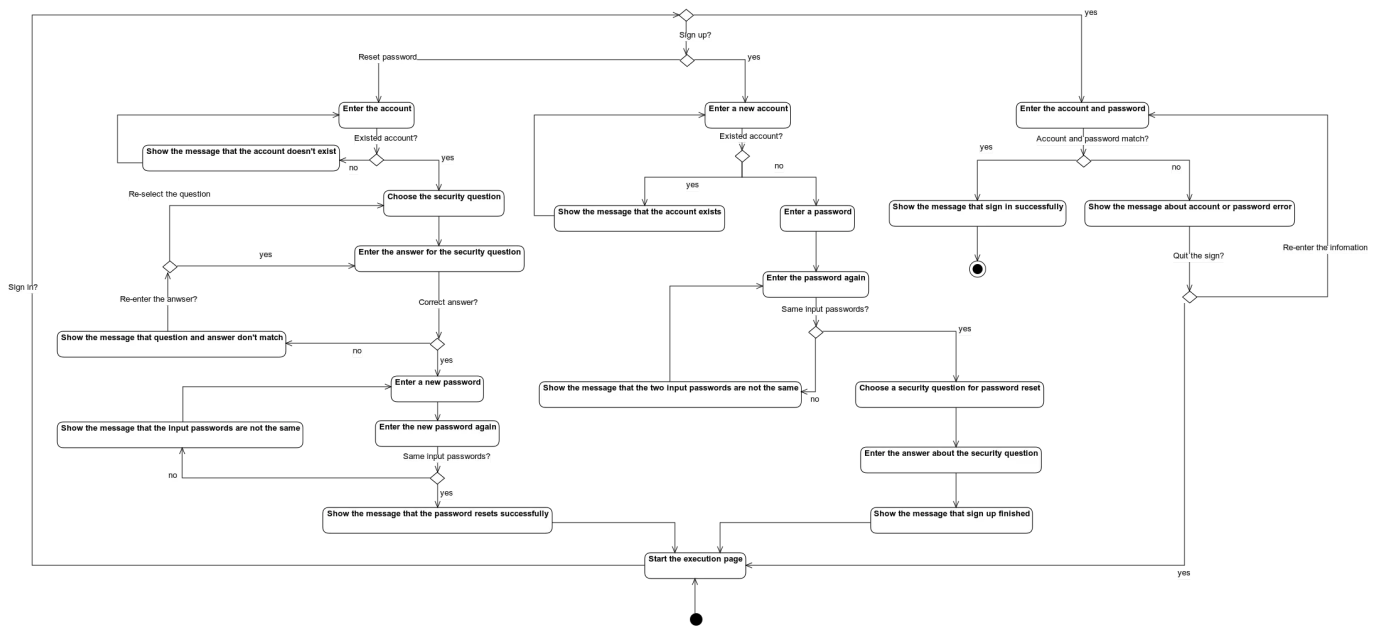 yes
Sign up?
Reset password
yes
Enter the account
Enter a new account
Enter the account and password
Existed account?
Existed account?
Account and password match?
Show the message that the account doesn't exist
no
yes
yes
no
yes
no
Re-select the question
Choose the security question
Show the message that the account exists
Enter a password
Show the message that sign in successfully
Show the message about account or password error
yes
Enter the answer for the security question
Quit the sign?
Re-enter the infomation
Enter the password again
Sign in?
Re-enter the anwser?
Correct answer?
Same input passwords?
yes
Show the message that question and answer don't match
no
yes
Enter a new password
Show the message that the two input passwords are not the same
no
Choose a security question for password reset
Show the message that the input passwords are not the same
Enter the new password again
Same input passwords?
Enter the answer about the security question
no
yes
Show the message that the password resets successfully
Show the message that sign up finished
Start the execution page
yes